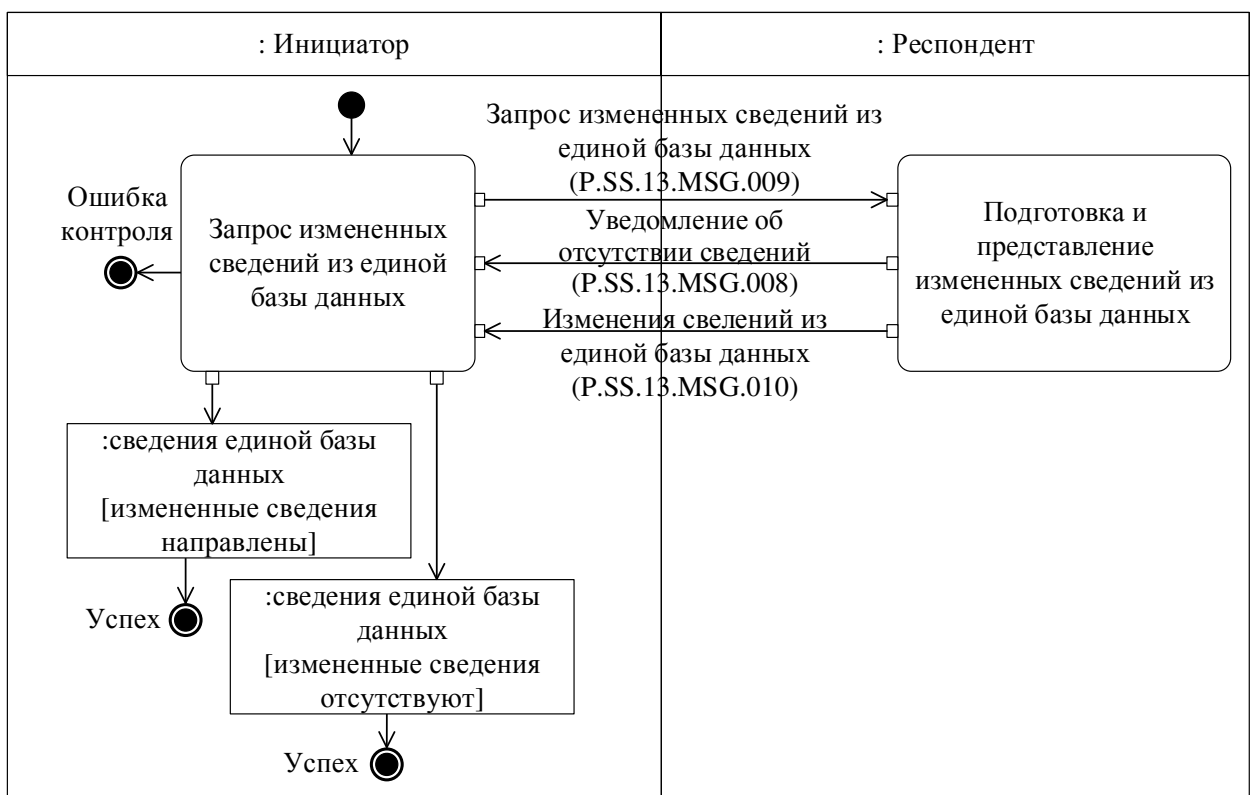 : Инициатор
: Респондент
Запрос измененных сведений из
единой базы данных
(P.SS.13.MSG.009)
Ошибка
контроля
Запрос измененных
сведений из единой
базы данных
Уведомление об
отсутствии сведений
(P.SS.13.MSG.008)
Изменения свелений из
единой базы данных
(P.SS.13.MSG.010)
Подготовка и
представление
измененных сведений из
единой базы данных
:сведения единой базы
данных
[измененные сведения
направлены]
Успех
:сведения единой базы
данных
[измененные сведения
отсутствуют]
Успех